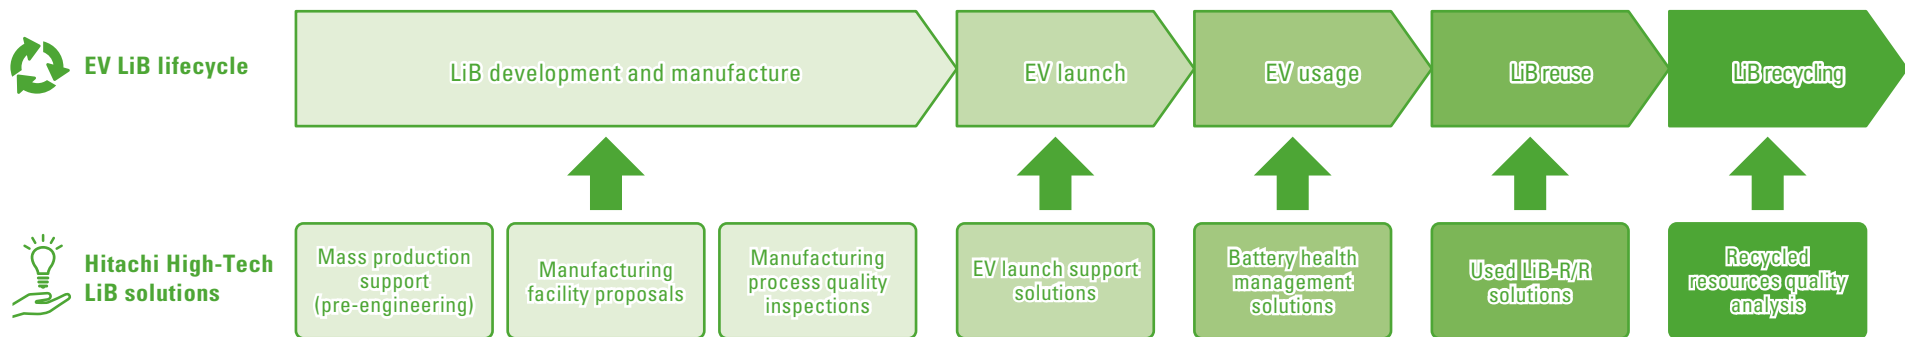 EV LiB lifecycle
LiB development and manufacture
EV launch
EV usage
LiB reuse
LiB recycling
Hitachi High-Tech
LiB solutions
Mass production
support
(pre-engineering)
Manufacturing
facility proposals
Manufacturing
process quality
inspections
EV launch support
solutions
Battery health
management
solutions
Used LiB-R/R
solutions
Recycled
resources quality
analysis